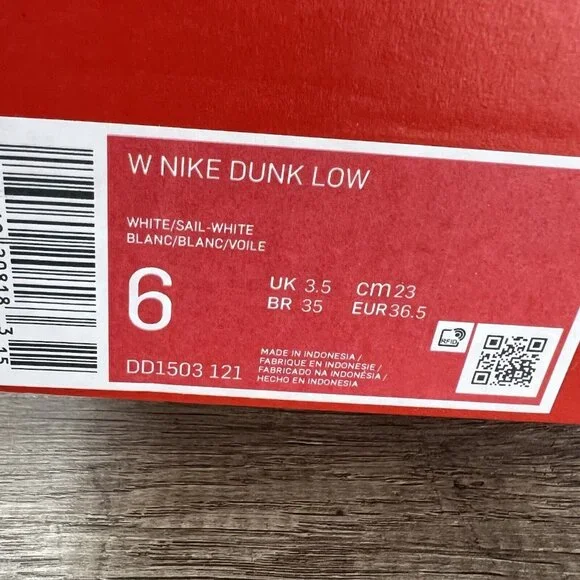 W NIKE DUNK LOW
WHITE/SAIL-WHITE
BLANC/BLANC/VOILE
6
UK 3.5 cm 23
BR 35 EUR 36.5
DD1503 121
MADE IN INDONESIA /
FABRIQUE EN INDONESIE /
FABRICADO NA INDONÉSIA /
HECHO EN INDONESIA
RFID